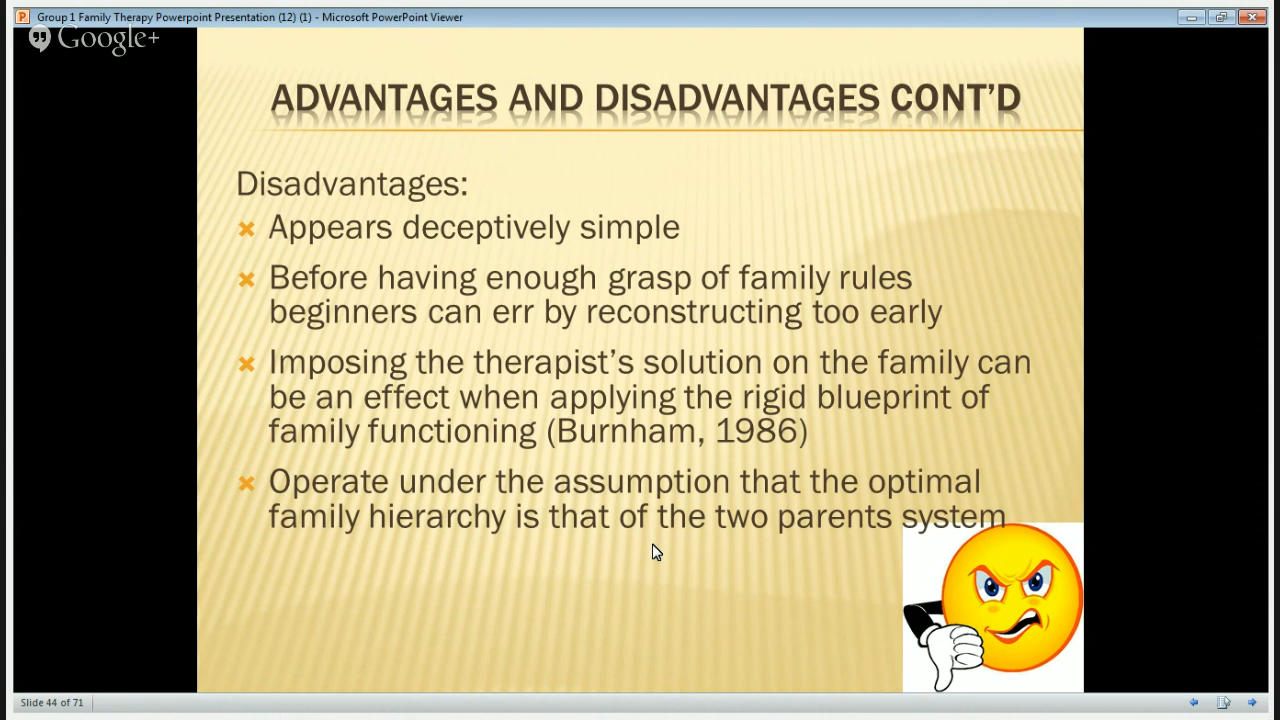 Group 1 Family Therapy Powerpoint Presentation (12) (1) - Microsoft PowerPoint Viewer
Google+
ADVANTAGES AND DISADVANTAGES CONT'D
Disadvantages:
Appears deceptively simple
Before having enough grasp of family rules
beginners can err by reconstructing too early
Imposing the therapist's solution on the family can
be an effect when applying the rigid blueprint of
family functioning (Burnham, 1986)
Operate under the assumption that the optimal
family hierarchy is that of the two parents system
Slide 44 of 71